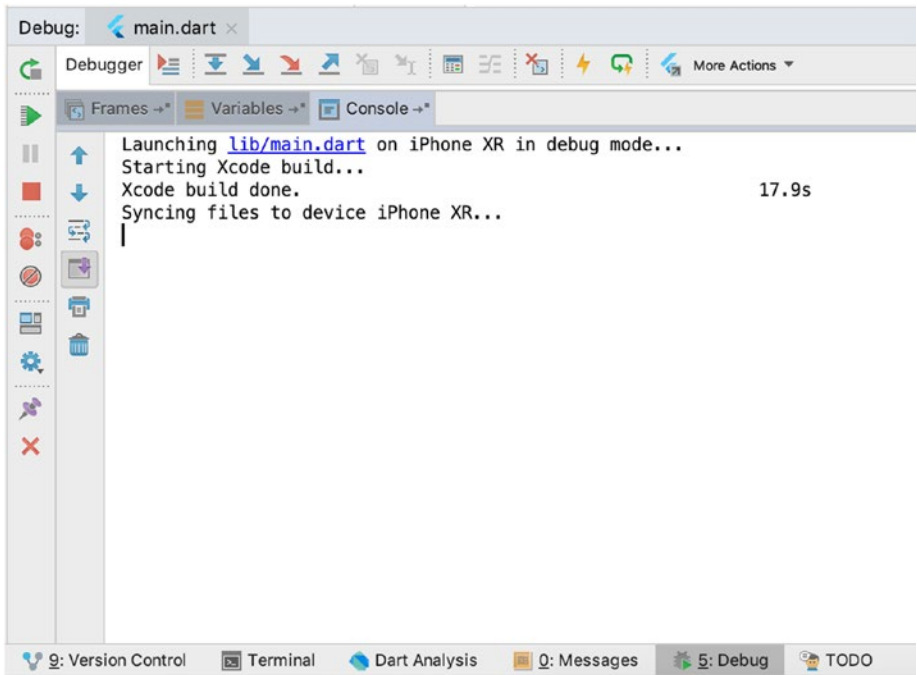 Debug: main.dart
Debugger More Actions
Frames Variables Console
Launching lib/main.dart on iPhone XR in debug mode...
Starting Xcode build...
Xcode build done. 17.9s
Syncing files to device iPhone XR...
9: Version Control Terminal Dart Analysis 0: Messages 5: Debug TODO